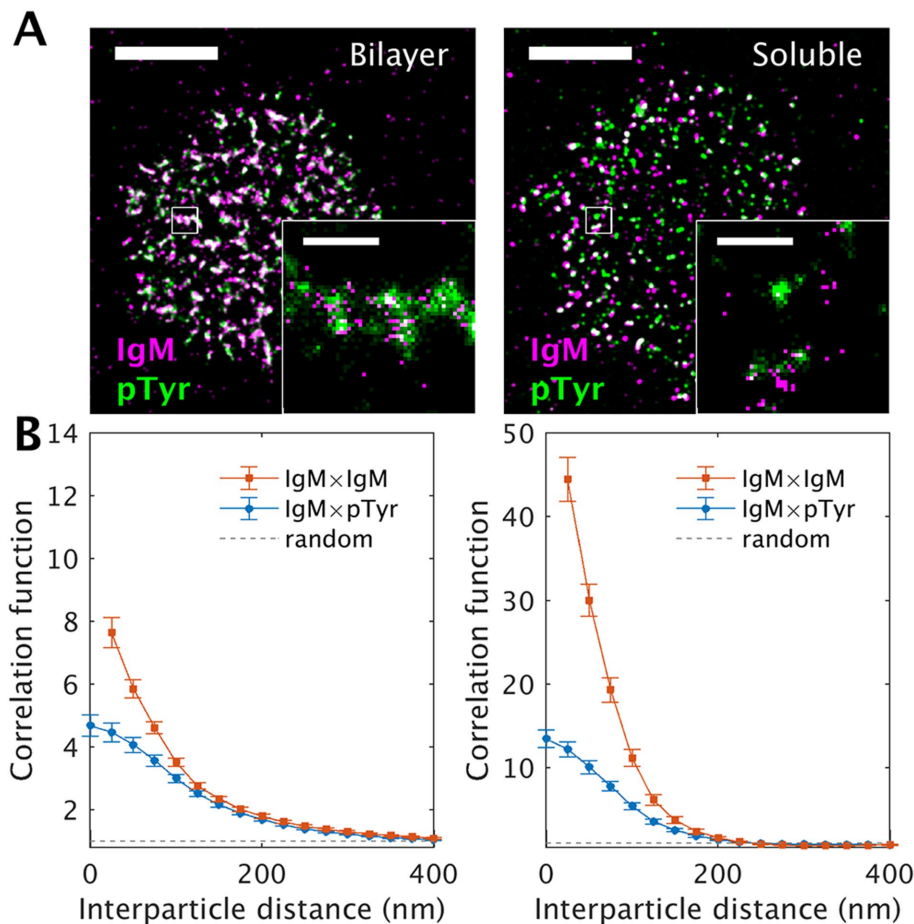 A
Bilayer
IgM
pTyr
Soluble
IgM
pTyr
B
Correlation function
14
12
10
8
6
4
2
IgM×IgM
IgM×pTyr
random
0
200
400
Interparticle distance (nm)
Correlation function
50
40
30
20
10
IgM×IgM
IgM×pTyr
random
0
200
400
Interparticle distance (nm)